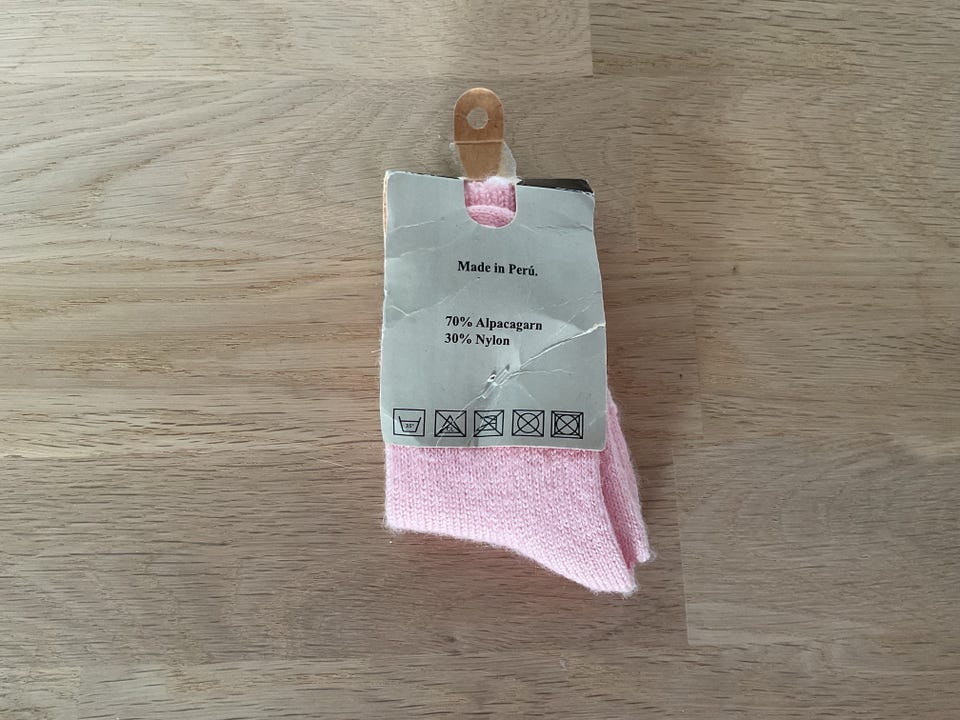 Made in Perú.
70% Alpacagarn
30% Nylon